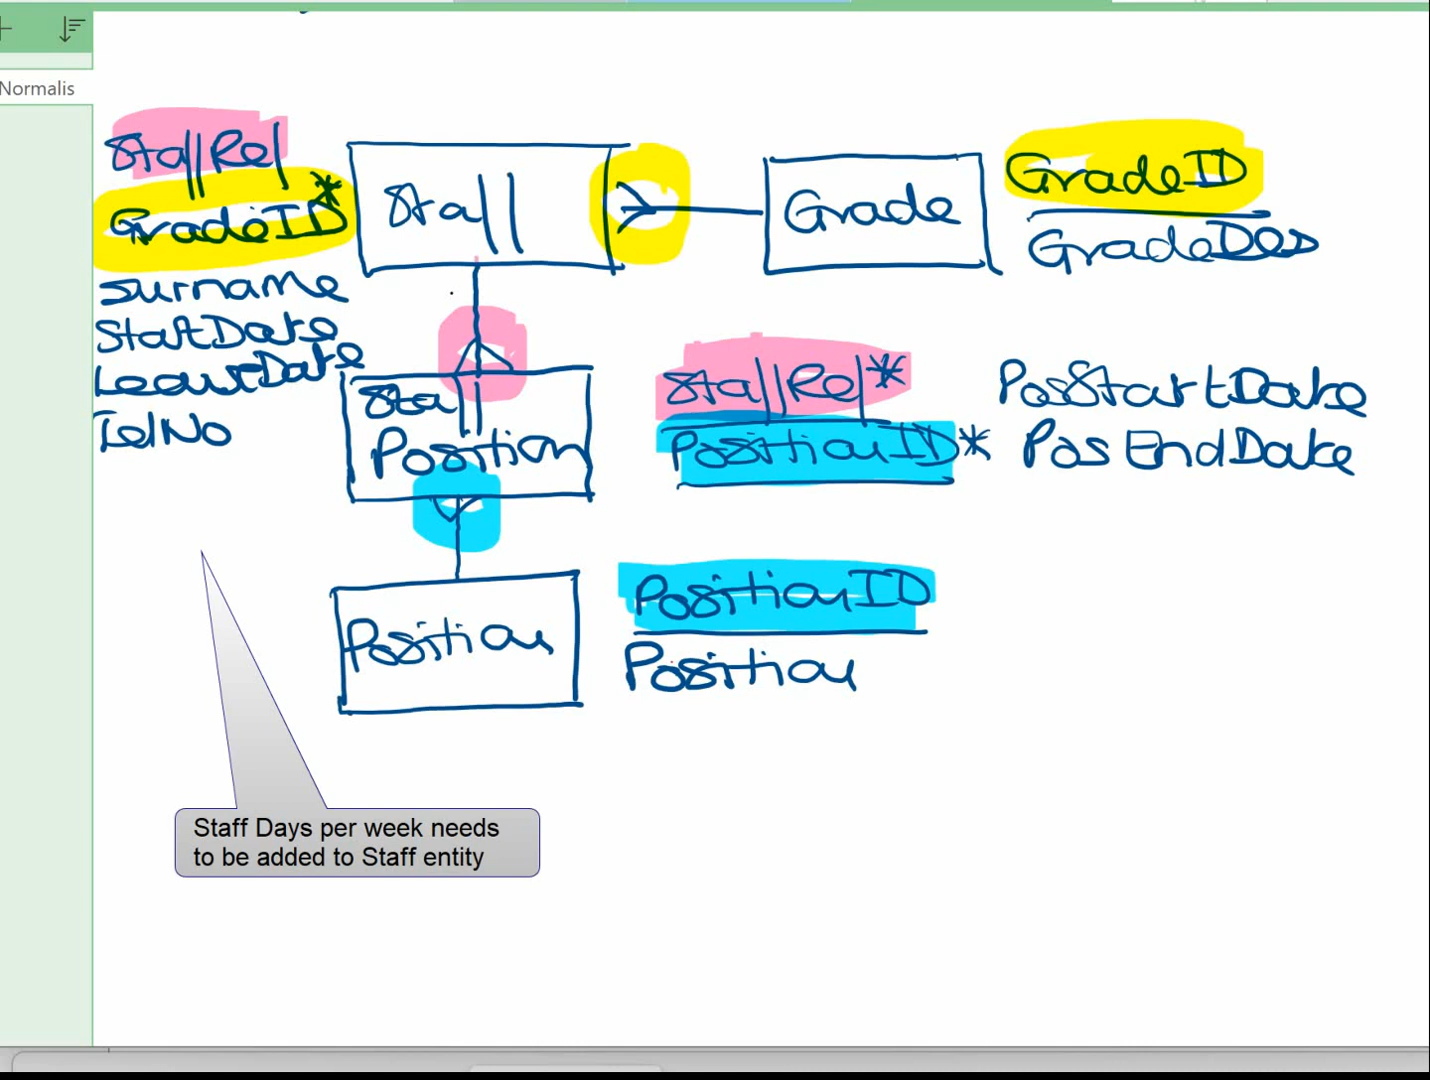 Normalis
StaffRef
GradeID*
surname
StartDate
LeaveDate
TelNo
Staff
Grade
GradeID
GradeDes
Staff
Position
StaffRef*
PositionID*
PosStartDate
PosEndDate
Position
PositionID
Position
Staff Days per week needs
to be added to Staff entity